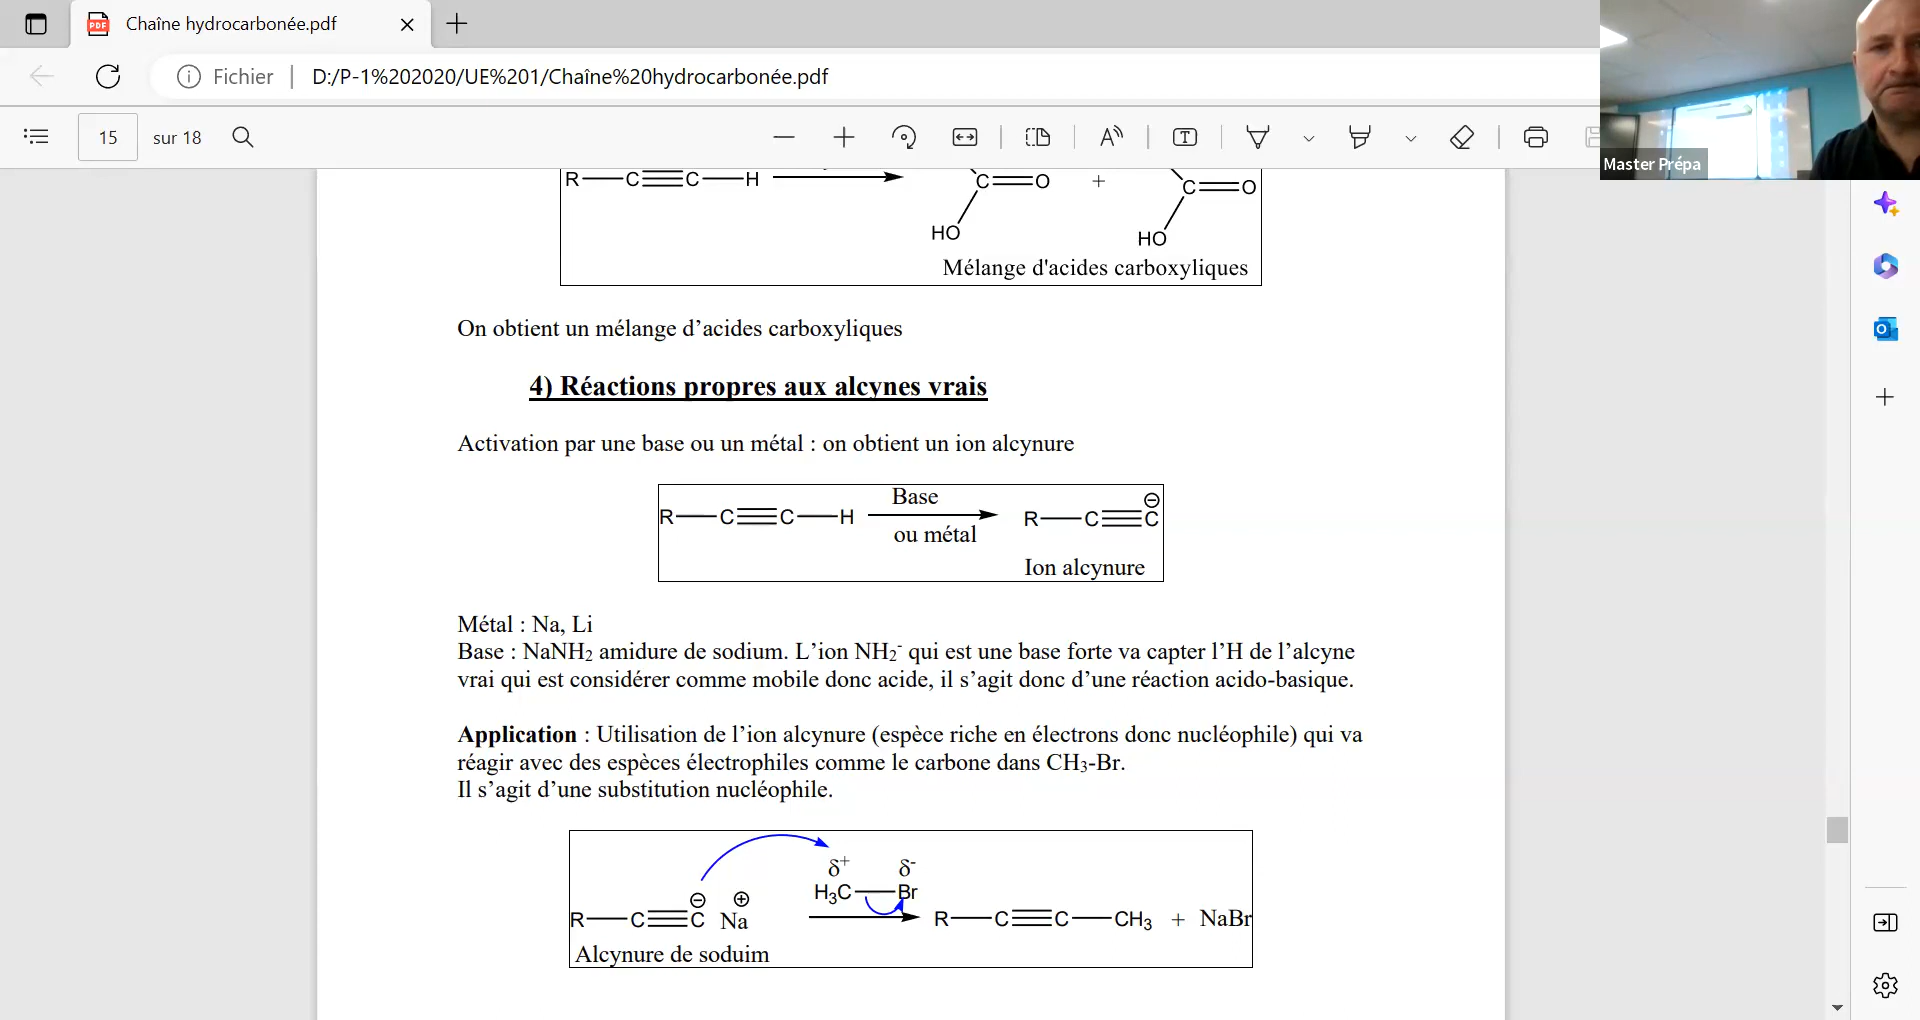 Chaîne hydrocarbonée.pdf
Fichier | D:/P-1%202020/UE%201/Chaîne%20hydrocarbonée.pdf
15 sur 18
Master Prépa
R—C≡C—H C=O + C=O
HO HO
Mélange d'acides carboxyliques
On obtient un mélange d’acides carboxyliques
4) Réactions propres aux alcynes vrais
Activation par une base ou un métal : on obtient un ion alcynure
Base
R—C≡C—H R—C≡C⊖
ou métal
Ion alcynure
Métal : Na, Li
Base : NaNH₂ amidure de sodium. L’ion NH₂⁻ qui est une base forte va capter l’H de l’alcyne
vrai qui est considérer comme mobile donc acide, il s’agit donc d’une réaction acido-basique.
Application : Utilisation de l’ion alcynure (espèce riche en électrons donc nucléophile) qui va
réagir avec des espèces électrophiles comme le carbone dans CH₃-Br.
Il s’agit d’une substitution nucléophile.
δ⁺ δ⁻
H₃C—Br
R—C≡C⊖ Na⊕ R—C≡C—CH₃ + NaBr
Alcynure de soduim